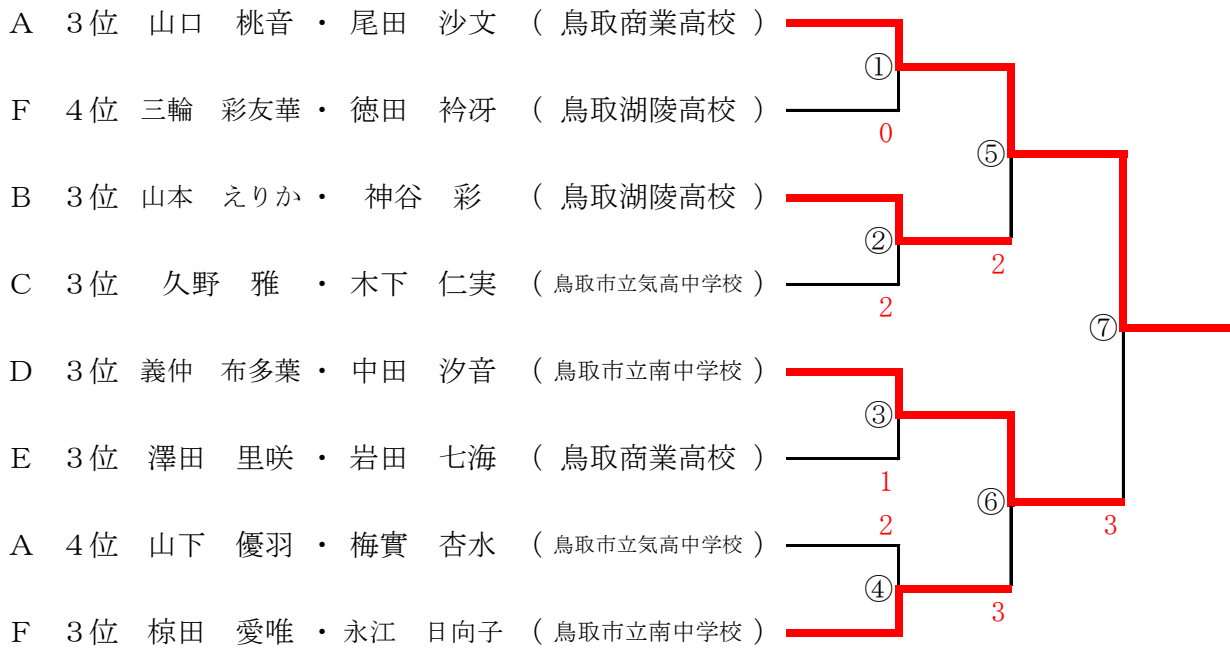 A 3位 山口 桃音 ・ 尾田 沙文 ( 鳥取商業高校 )
①
F 4位 三輪 彩友華 ・ 徳田 衿冴 ( 鳥取湖陵高校 )
0
⑤
B 3位 山本 えりか ・ 神谷 彩 ( 鳥取湖陵高校 )
②
2
C 3位 久野 雅 ・ 木下 仁実 ( 鳥取市立気高中学校 )
2
⑦
D 3位 義仲 布多葉 ・ 中田 汐音 ( 鳥取市立南中学校 )
③
E 3位 澤田 里咲 ・ 岩田 七海 ( 鳥取商業高校 )
1
⑥
2
3
A 4位 山下 優羽 ・ 梅實 杏水 ( 鳥取市立気高中学校 )
④
3
F 3位 椋田 愛唯 ・ 永江 日向子 ( 鳥取市立南中学校 )